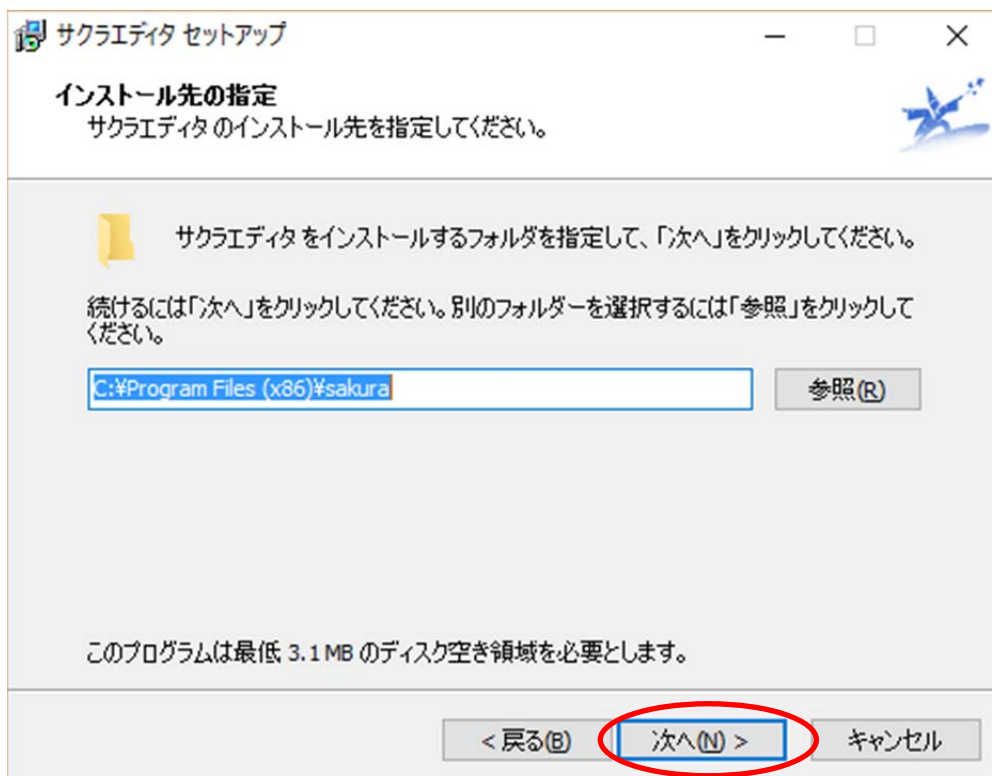 サクラエディタ セットアップ
インストール先の指定
サクラエディタ のインストール先を指定してください。
サクラエディタ をインストールするフォルダを指定して、「次へ」をクリックしてください。
続けるには「次へ」をクリックしてください。別のフォルダーを選択するには「参照」をクリックして
ください。
C:¥Program Files (x86)¥sakura
参照(R)
このプログラムは最低 3.1 MB のディスク空き領域を必要とします。
< 戻る(B)
次へ(N) >
キャンセル